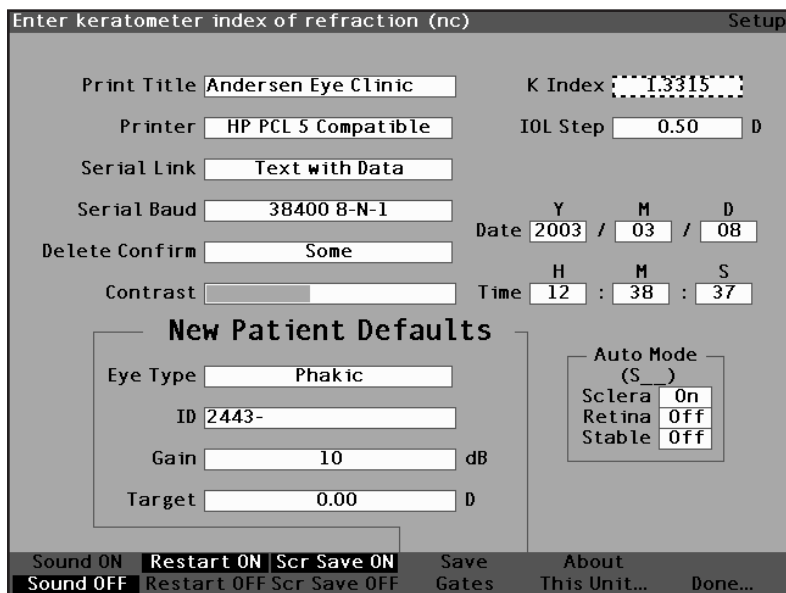 Enter keratometer index of refraction (nc) Setup
Print Title Andersen Eye Clinic K Index 1.3315
Printer HP PCL 5 Compatible IOL Step 0.50 D
Serial Link Text with Data
Serial Baud 38400 8-N-1 Y M D
Date 2003 / 03 / 08
Delete Confirm Some
H M S
Contrast Time 12 : 38 : 37
New Patient Defaults
Auto Mode
(S__)
Eye Type Phakic
Sclera On
ID 2443- Retina Off
Stable Off
Gain 10 dB
Target 0.00 D
Sound ON Restart ON Scr Save ON Save About
Sound OFF Restart OFF Scr Save OFF Gates This Unit... Done...